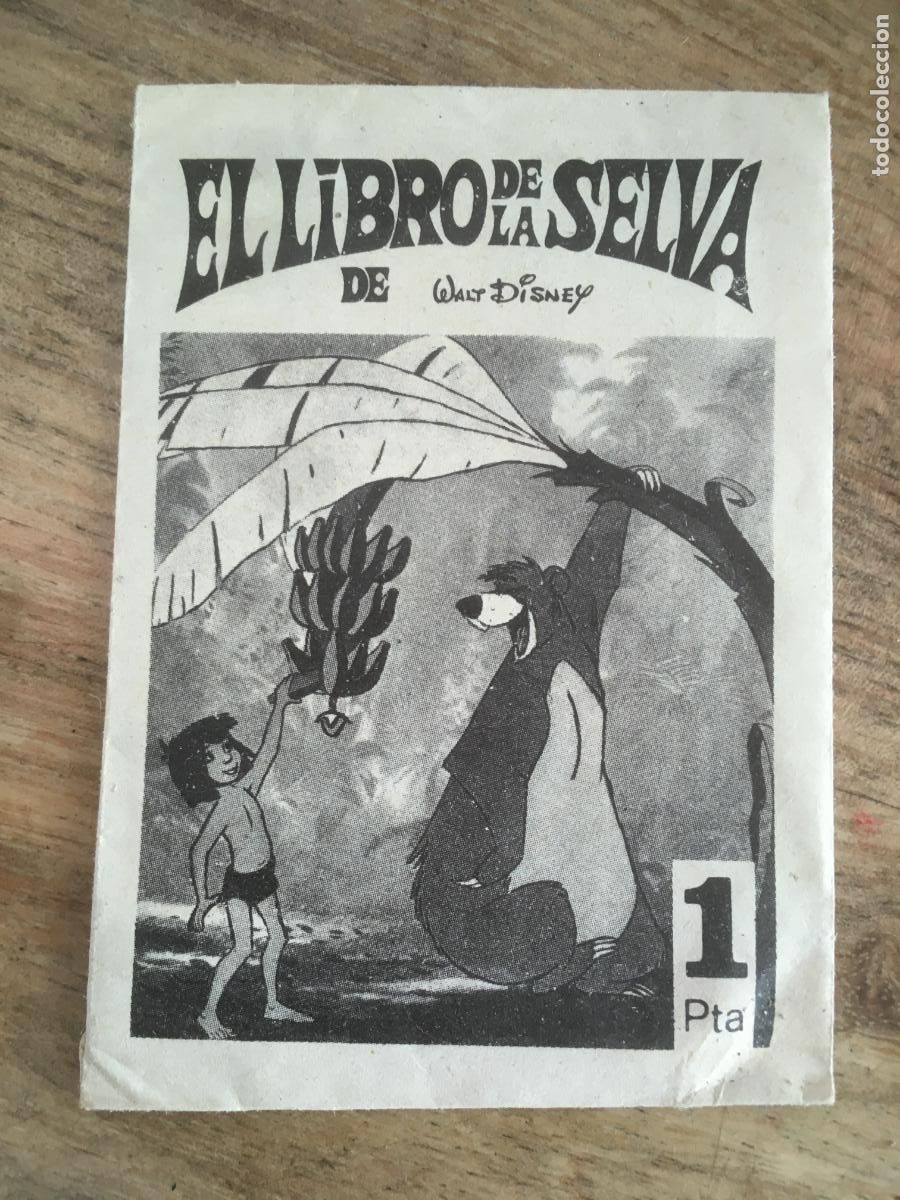 EL LiBRO DE LA SELVA
DE WALT DISNEY
1
Pta
todocoleccion